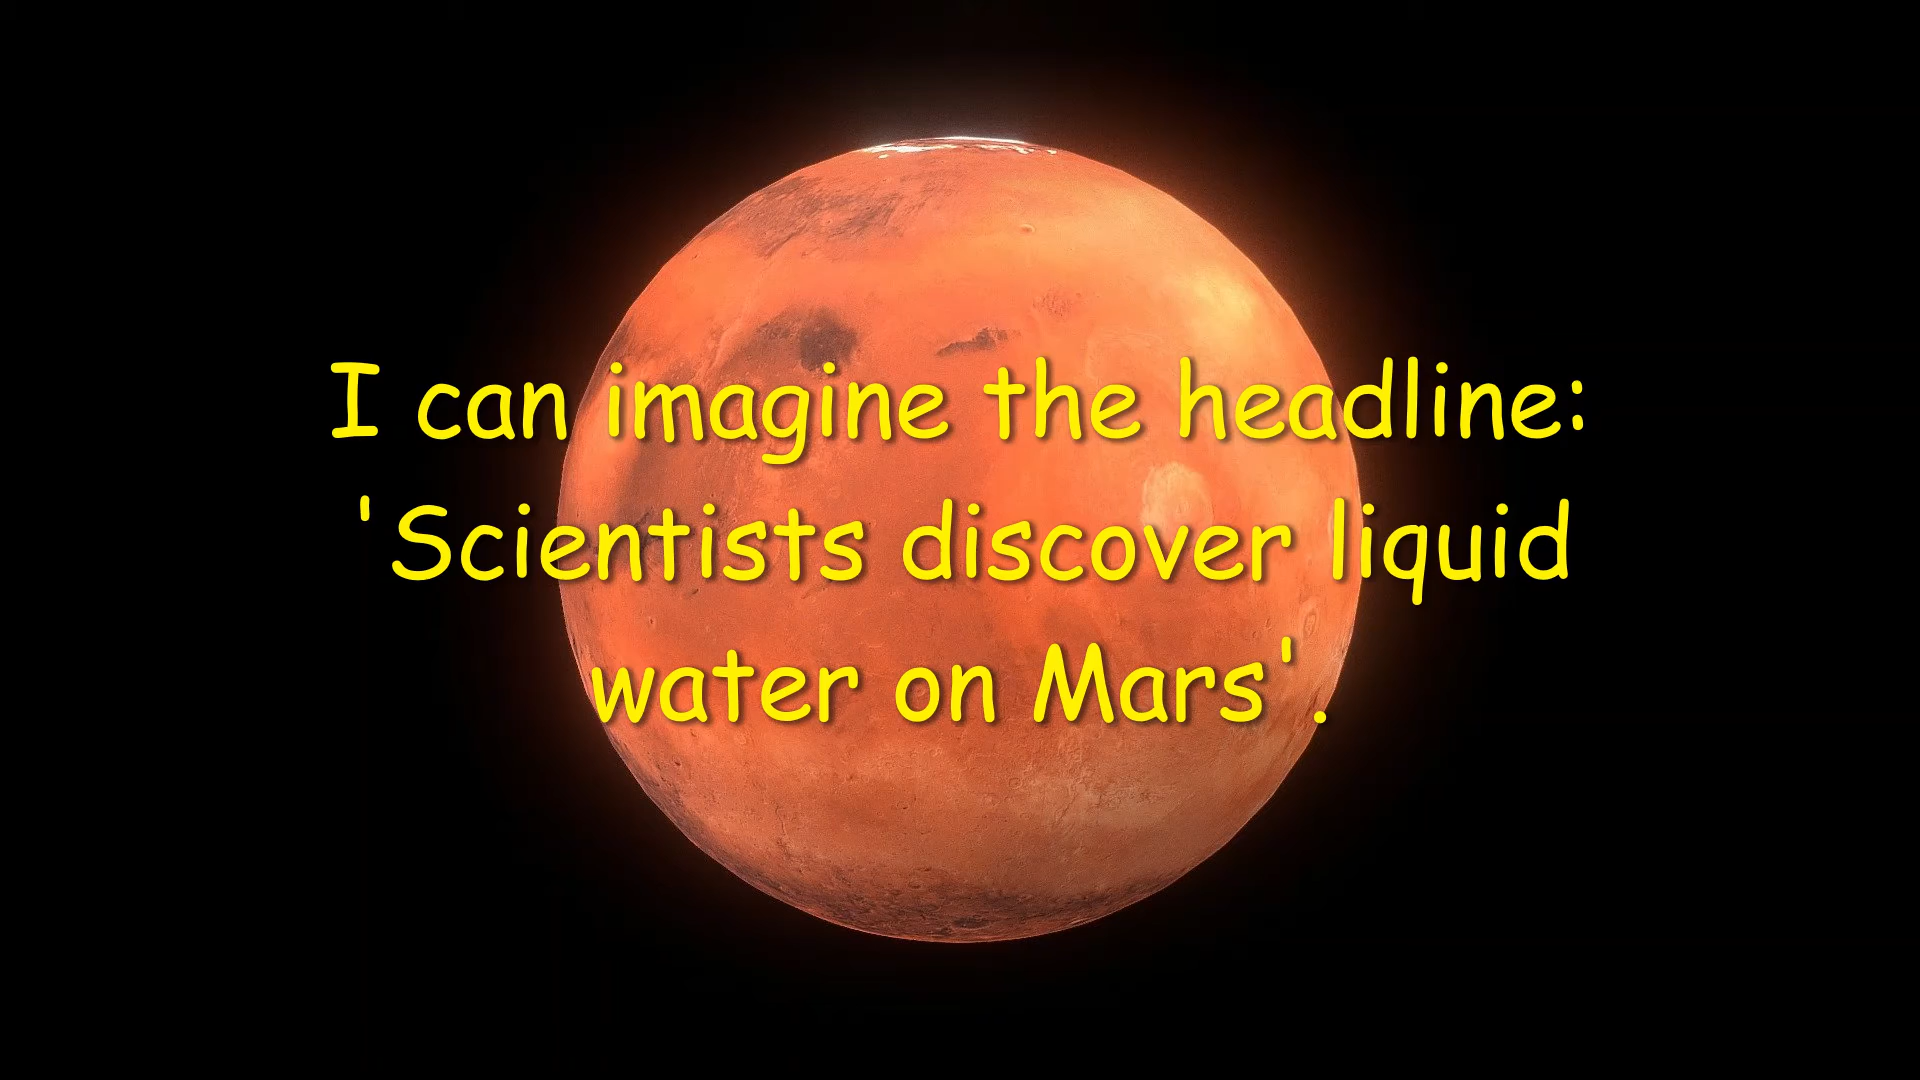 I can imagine the headline:
'Scientists discover liquid
water on Mars'.